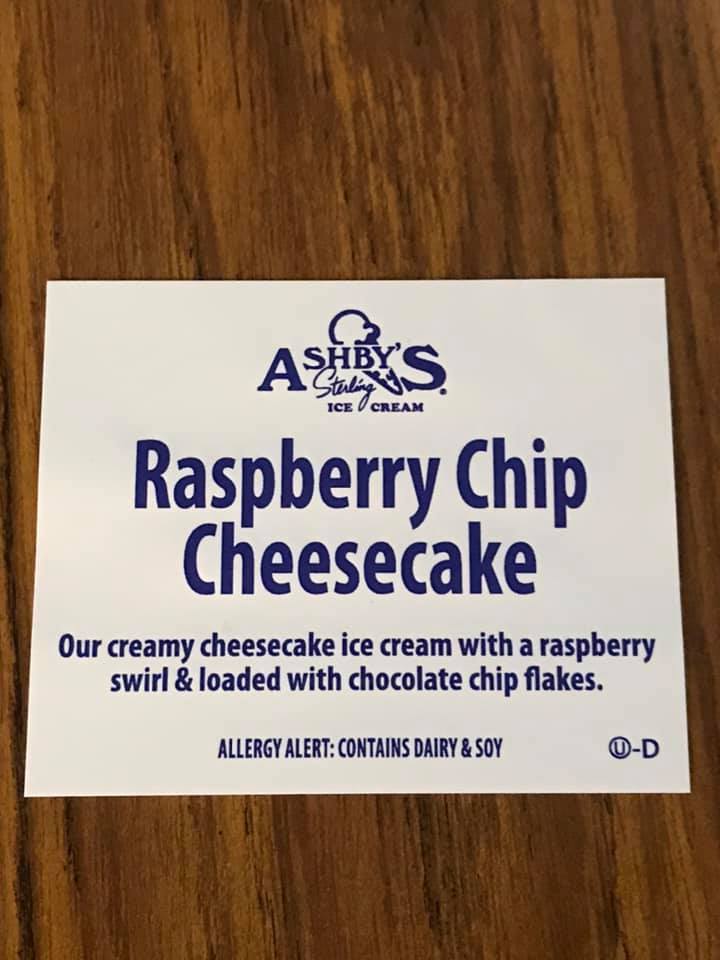 ASHBY'S
Sterling
ICE CREAM
Raspberry Chip
Cheesecake
Our creamy cheesecake ice cream with a raspberry
swirl & loaded with chocolate chip flakes.
ALLERGY ALERT: CONTAINS DAIRY & SOY
Ⓤ-D